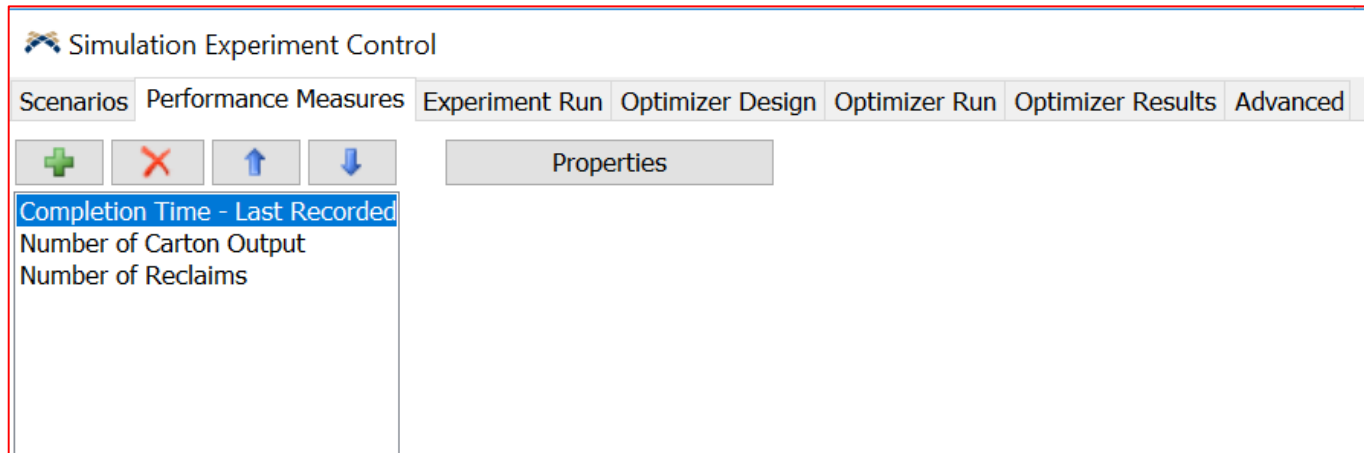 Simulation Experiment Control
Scenarios Performance Measures Experiment Run Optimizer Design Optimizer Run Optimizer Results Advanced
Properties
Completion Time - Last Recorded
Number of Carton Output
Number of Reclaims